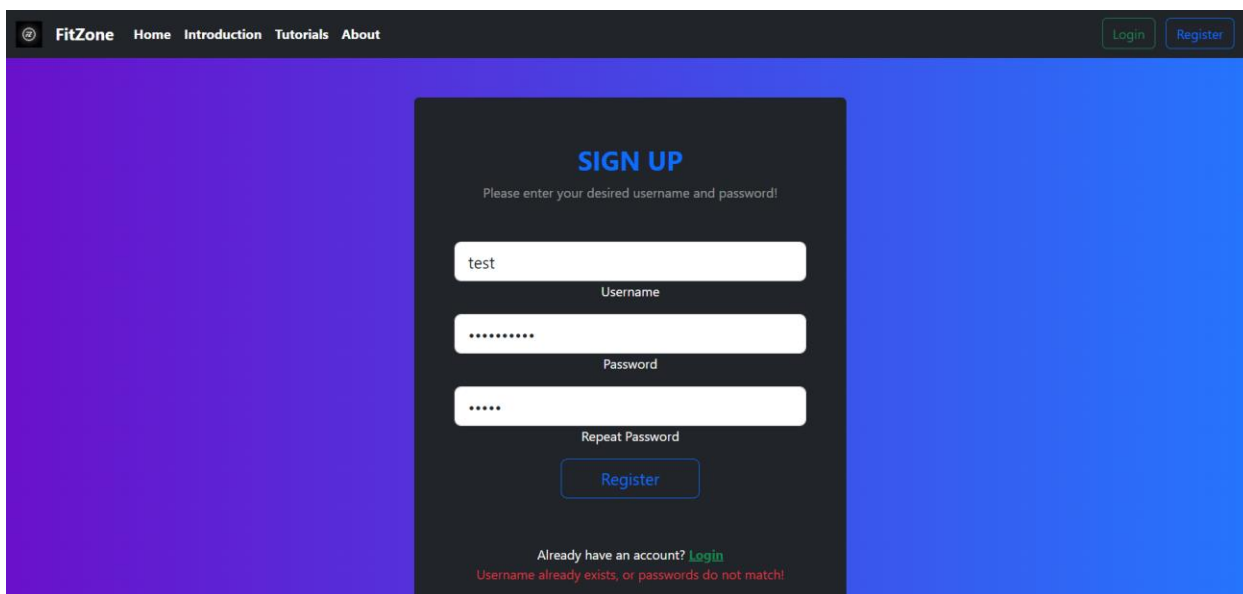 FitZone Home Introduction Tutorials About Login Register
SIGN UP
Please enter your desired username and password!
test
Username
••••••••••
Password
•••••
Repeat Password
Register
Already have an account? Login
Username already exists, or passwords do not match!